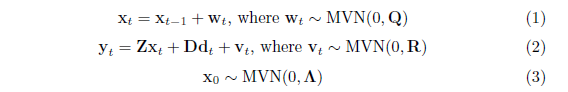 x_t = x_{t−1} + w_t, where w_t ∼ MVN(0, Q) (1)
y_t = Zx_t + Dd_t + v_t, where v_t ∼ MVN(0, R) (2)
x_0 ∼ MVN(0, Λ) (3)